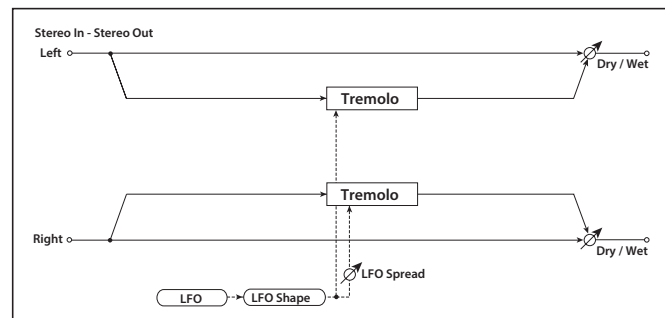 Stereo In - Stereo Out
Left
Dry / Wet
Tremolo
Tremolo
Right
Dry / Wet
LFO Spread
LFO
LFO Shape